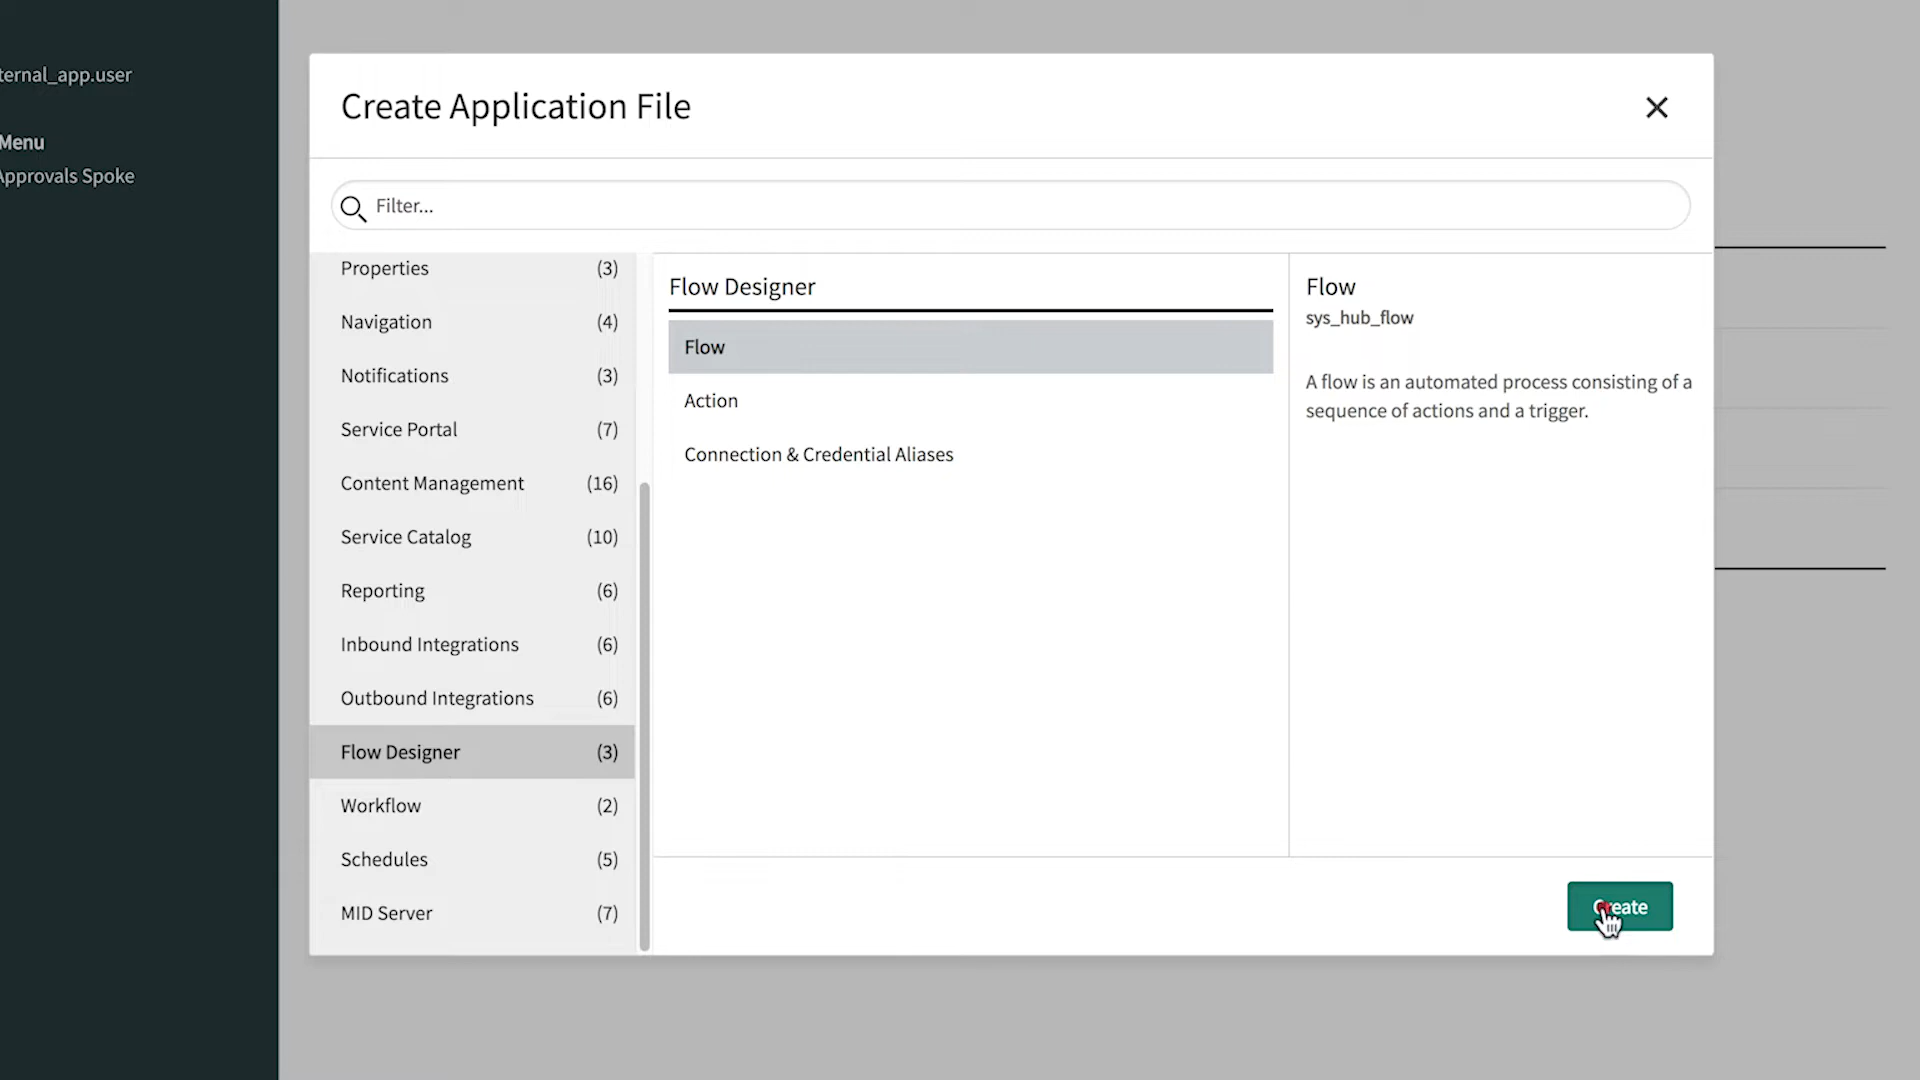 ternal_app.user
Menu
Approvals Spoke
Create Application File
Filter...
Properties (3)
Navigation (4)
Notifications (3)
Service Portal (7)
Content Management (16)
Service Catalog (10)
Reporting (6)
Inbound Integrations (6)
Outbound Integrations (6)
Flow Designer (3)
Workflow (2)
Schedules (5)
MID Server (7)
Flow Designer
Flow
Action
Connection & Credential Aliases
Flow
sys_hub_flow
A flow is an automated process consisting of a
sequence of actions and a trigger.
Create